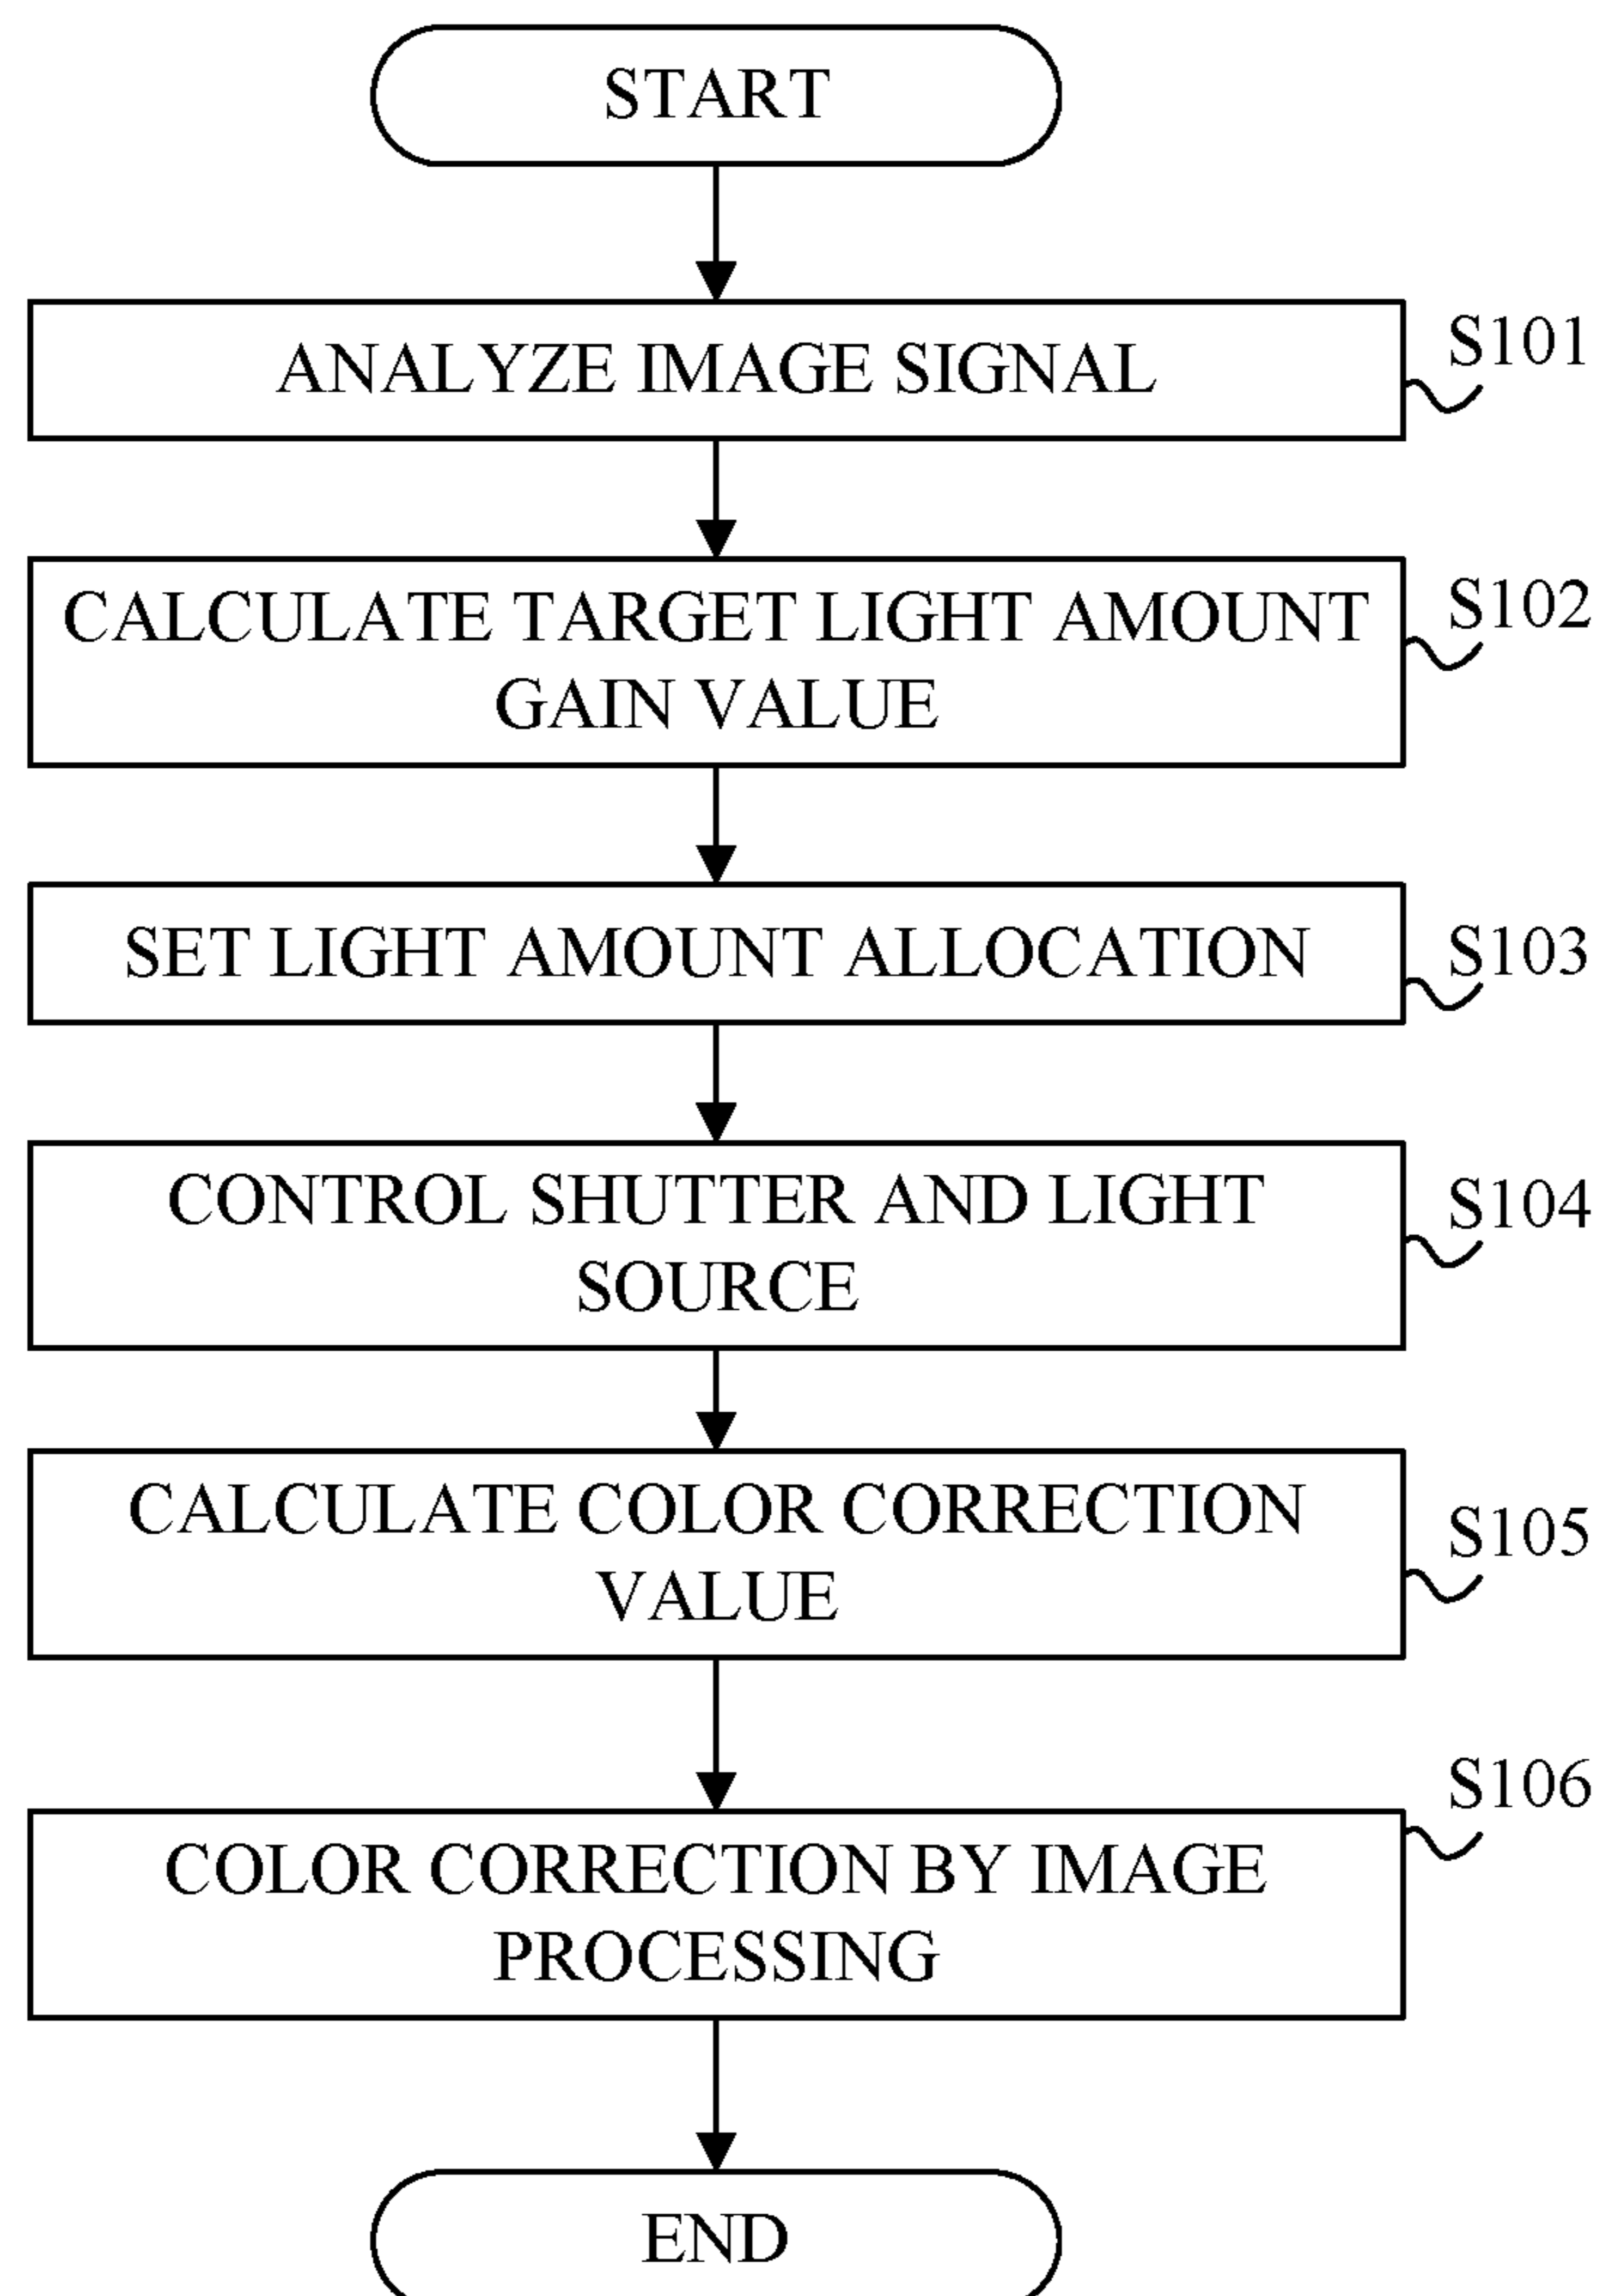 START
ANALYZE IMAGE SIGNAL
S101
CALCULATE TARGET LIGHT AMOUNT
GAIN VALUE
S102
SET LIGHT AMOUNT ALLOCATION
S103
CONTROL SHUTTER AND LIGHT
SOURCE
S104
CALCULATE COLOR CORRECTION
VALUE
S105
COLOR CORRECTION BY IMAGE
PROCESSING
S106
END